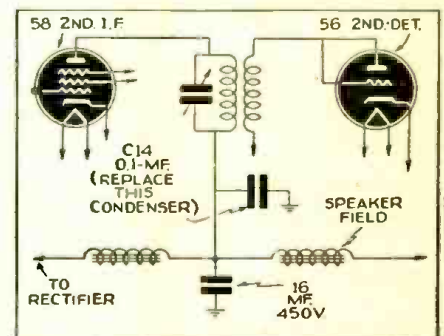 58 2ND. I.F.
56 2ND.-DET.
C14
0.1-MF.
(REPLACE
THIS
CONDENSER)
SPEAKER
FIELD
TO
RECTIFIER
16
MF.
450V